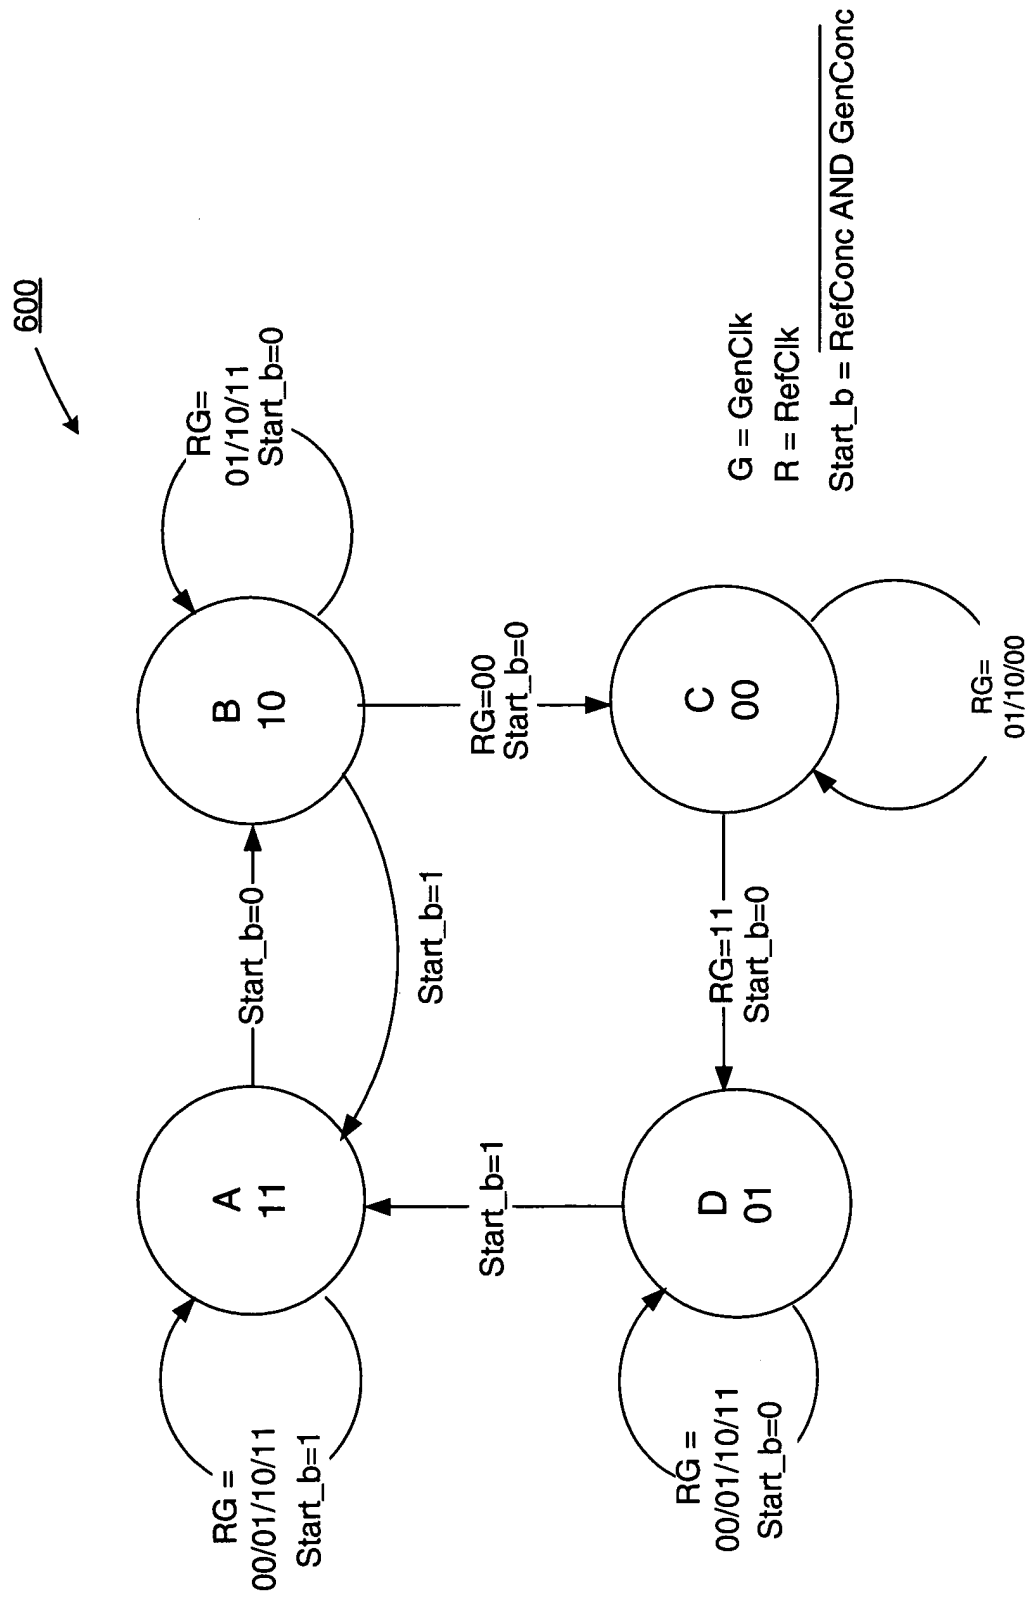 600
RG=
01/10/11
Start_b=0
B
10
Start_b=0
Start_b=1
A
11
RG =
00/01/10/11
Start_b=1
RG=00
Start_b=0
Start_b=1
C
00
RG=
01/10/00
RG=11
Start_b=0
D
01
RG =
00/01/10/11
Start_b=0
G = GenClk
R = RefClk
Start_b = RefConc AND GenConc